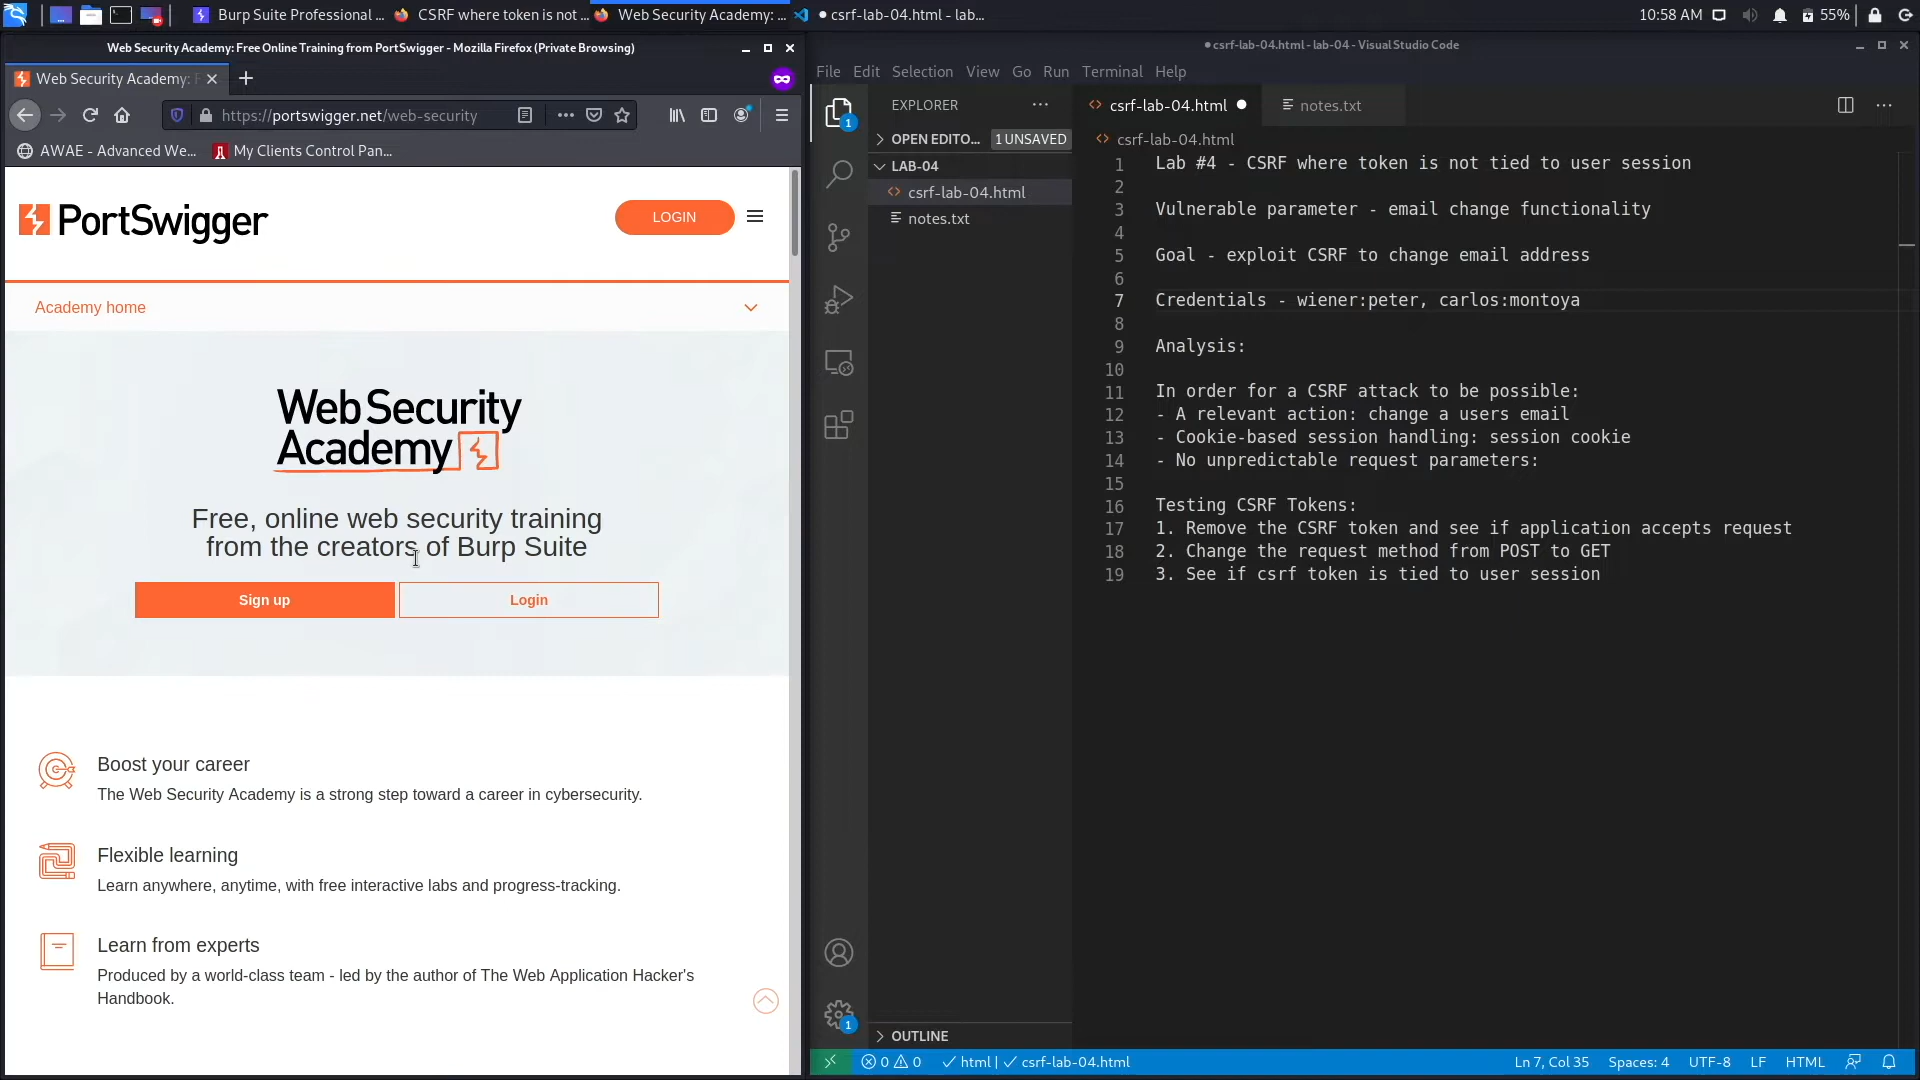 Burp Suite Professional ...
CSRF where token is not ...
Web Security Academy: ...
● csrf-lab-04.html - lab...
10:58 AM
55%
Web Security Academy: Free Online Training from PortSwigger - Mozilla Firefox (Private Browsing)
Web Security Academy: F
https://portswigger.net/web-security
AWAE - Advanced We...
My Clients Control Pan...
PortSwigger
LOGIN
Academy home
Web Security
Academy
Free, online web security training
from the creators of Burp Suite
Sign up
Login
Boost your career
The Web Security Academy is a strong step toward a career in cybersecurity.
Flexible learning
Learn anywhere, anytime, with free interactive labs and progress-tracking.
Learn from experts
Produced by a world-class team - led by the author of The Web Application Hacker's
Handbook.
● csrf-lab-04.html - lab-04 - Visual Studio Code
File Edit Selection View Go Run Terminal Help
1
EXPLORER
OPEN EDITO... 1 UNSAVED
LAB-04
csrf-lab-04.html
notes.txt
OUTLINE
1
csrf-lab-04.html ●
notes.txt
csrf-lab-04.html
1 Lab #4 - CSRF where token is not tied to user session
2
3 Vulnerable parameter - email change functionality
4
5 Goal - exploit CSRF to change email address
6
7 Credentials - wiener:peter, carlos:montoya
8
9 Analysis:
10
11 In order for a CSRF attack to be possible:
12 - A relevant action: change a users email
13 - Cookie-based session handling: session cookie
14 - No unpredictable request parameters:
15
16 Testing CSRF Tokens:
17 1. Remove the CSRF token and see if application accepts request
18 2. Change the request method from POST to GET
19 3. See if csrf token is tied to user session
0 0
html | csrf-lab-04.html
Ln 7, Col 35
Spaces: 4
UTF-8
LF
HTML